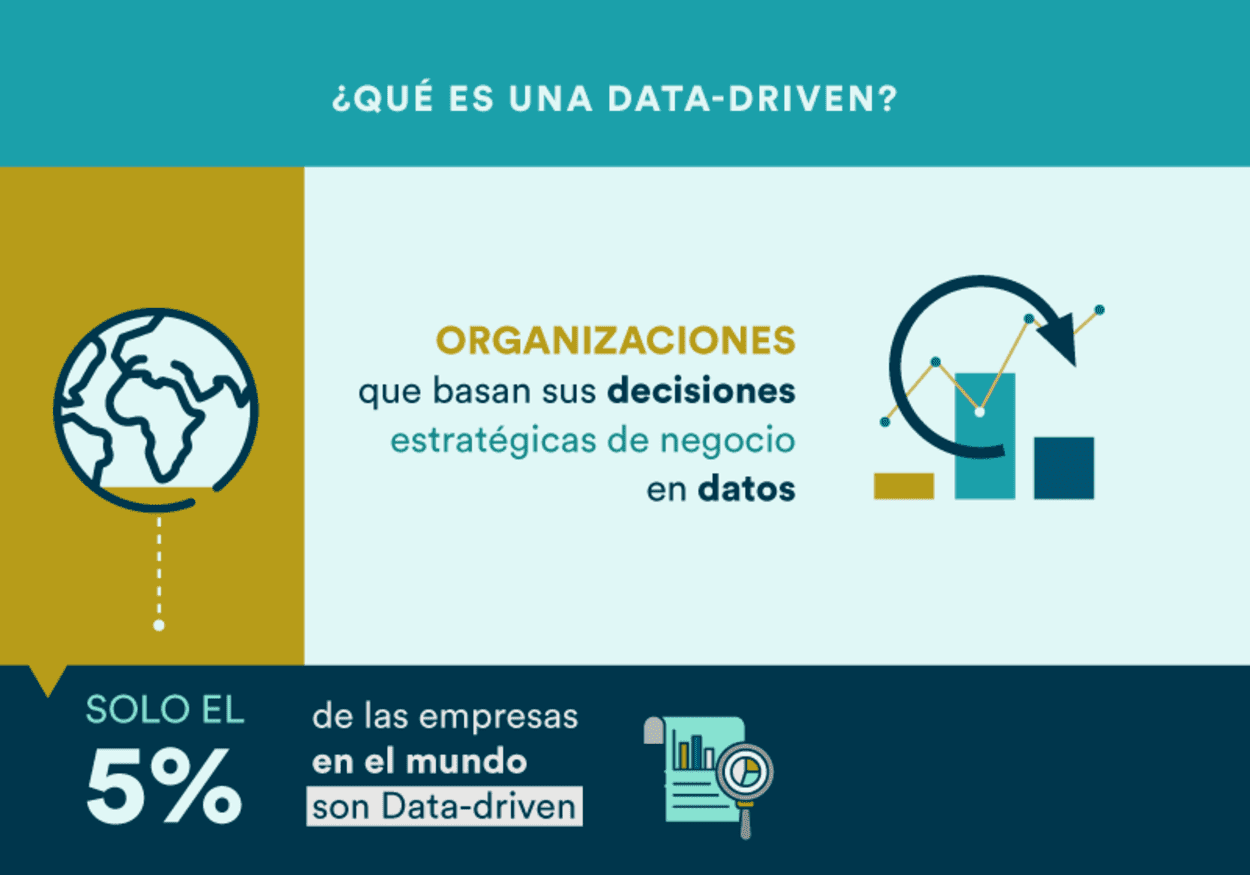 ¿QUÉ ES UNA DATA-DRIVEN?
ORGANIZACIONES
que basan sus decisiones
estratégicas de negocio
en datos
SOLO EL
5%
de las empresas
en el mundo
son Data-driven